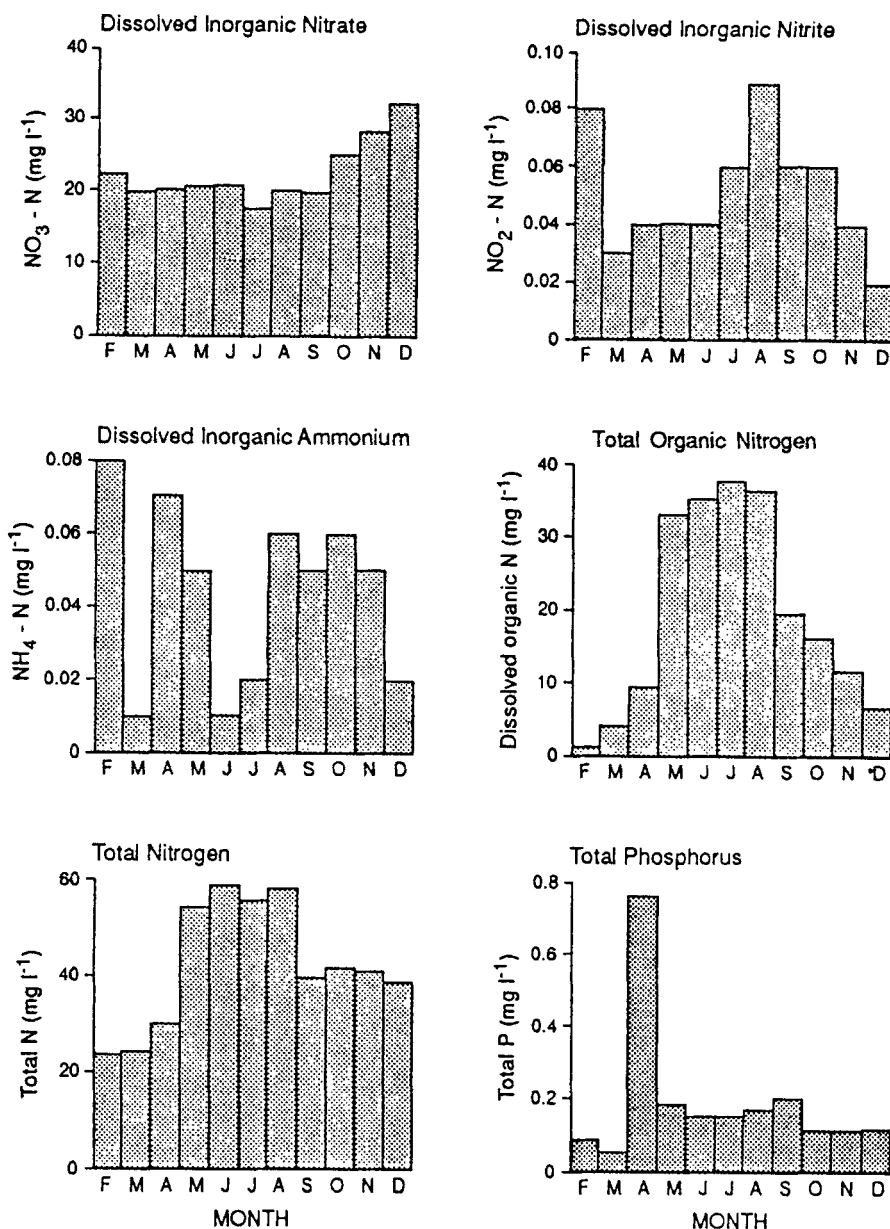 Dissolved Inorganic Nitrate
NO3 - N (mg l-1)
40
30
20
10
0
F M A M J J A S O N D
Dissolved Inorganic Nitrite
NO2 - N (mg l-1)
0.10
0.08
0.06
0.04
0.02
0
F M A M J J A S O N D
Dissolved Inorganic Ammonium
NH4 - N (mg l-1)
0.08
0.06
0.04
0.02
0
F M A M J J A S O N D
Total Organic Nitrogen
Dissolved organic N (mg l-1)
40
30
20
10
0
F M A M J J A S O N D
Total Nitrogen
Total N (mg l-1)
60
40
20
0
F M A M J J A S O N D
MONTH
Total Phosphorus
Total P (mg l-1)
0.8
0.6
0.4
0.2
0
F M A M J J A S O N D
MONTH